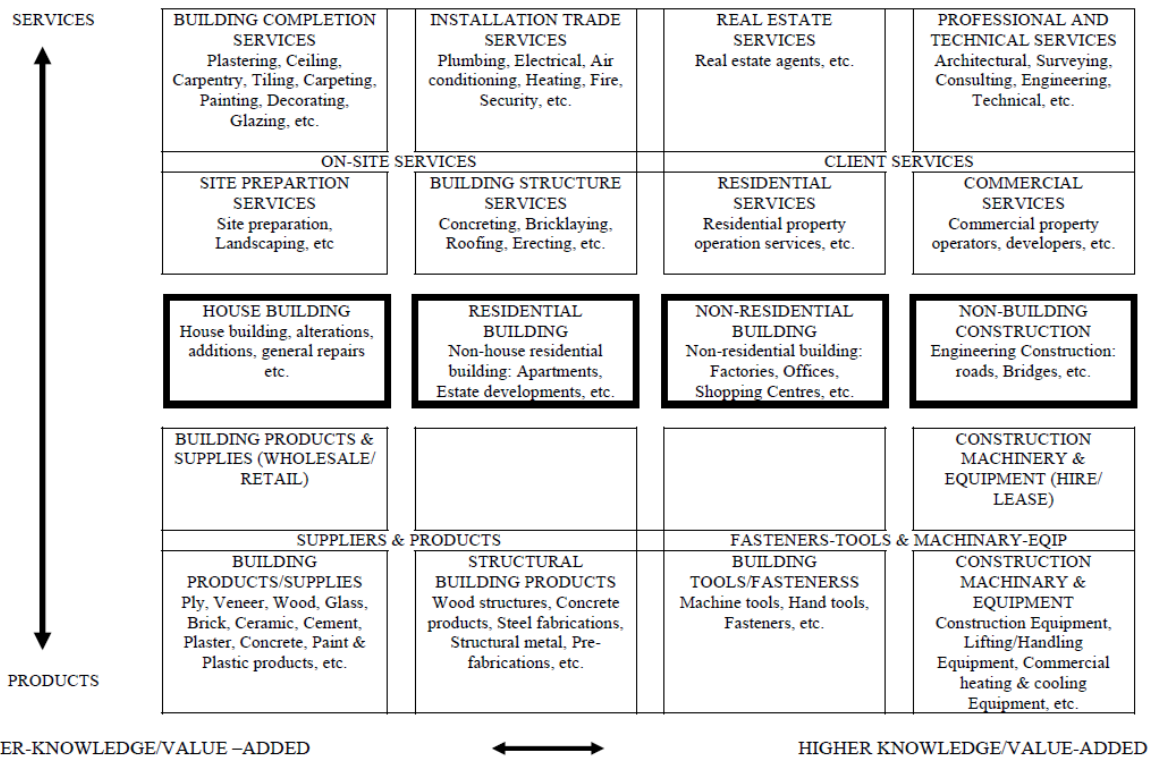 SERVICES
BUILDING COMPLETION
SERVICES
Plastering, Ceiling,
Carpentry, Tiling, Carpeting,
Painting, Decorating,
Glazing, etc.
INSTALLATION TRADE
SERVICES
Plumbing, Electrical, Air
conditioning, Heating, Fire,
Security, etc.
REAL ESTATE
SERVICES
Real estate agents, etc.
PROFESSIONAL AND
TECHNICAL SERVICES
Architectural, Surveying,
Consulting, Engineering,
Technical, etc.
ON-SITE SERVICES
CLIENT SERVICES
SITE PREPARTION
SERVICES
Site preparation,
Landscaping, etc
BUILDING STRUCTURE
SERVICES
Concreting, Bricklaying,
Roofing, Erecting, etc.
RESIDENTIAL
SERVICES
Residential property
operation services, etc.
COMMERCIAL
SERVICES
Commercial property
operators, developers, etc.
HOUSE BUILDING
House building, alterations,
additions, general repairs
etc.
RESIDENTIAL
BUILDING
Non-house residential
building: Apartments,
Estate developments, etc.
NON-RESIDENTIAL
BUILDING
Non-residential building:
Factories, Offices,
Shopping Centres, etc.
NON-BUILDING
CONSTRUCTION
Engineering Construction:
roads, Bridges, etc.
BUILDING PRODUCTS &
SUPPLIES (WHOLESALE/
RETAIL)
CONSTRUCTION
MACHINERY &
EQUIPMENT (HIRE/
LEASE)
SUPPLIERS & PRODUCTS
FASTENERS-TOOLS & MACHINARY-EQIP
BUILDING
PRODUCTS/SUPPLIES
Ply, Veneer, Wood, Glass,
Brick, Ceramic, Cement,
Plaster, Concrete, Paint &
Plastic products, etc.
STRUCTURAL
BUILDING PRODUCTS
Wood structures, Concrete
products, Steel fabrications,
Structural metal, Pre-
fabrications, etc.
BUILDING
TOOLS/FASTENERSS
Machine tools, Hand tools,
Fasteners, etc.
CONSTRUCTION
MACHINARY &
EQUIPMENT
Construction Equipment,
Lifting/Handling
Equipment, Commercial
heating & cooling
Equipment, etc.
PRODUCTS
ER-KNOWLEDGE/VALUE –ADDED
HIGHER KNOWLEDGE/VALUE-ADDED